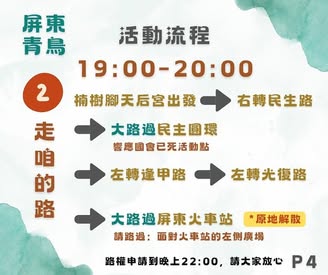 屏東
青鳥
活動流程
19:00-20:00
2
走咱的路
楠樹腳天后宮出發 右轉民生路
大路過民主圓環
響應國會已死活動點
左轉逢甲路 左轉光復路
大路過屏東火車站 *原地解散
請路過：面對火車站的左側廣場
路權申請到晚上22:00，請大家放心
P4